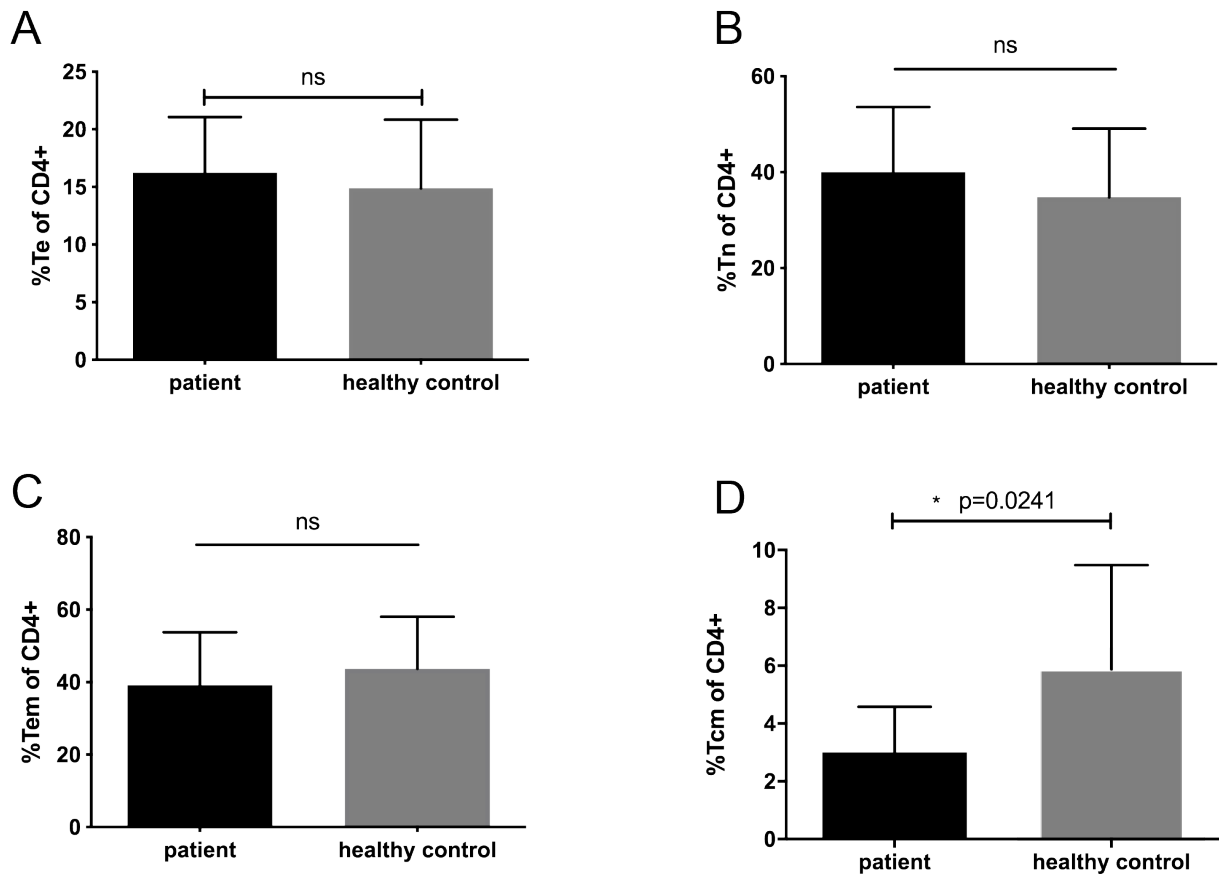 A
ns
%Te of CD4+
25
20
15
10
5
0
patient healthy control
B
ns
%Tn of CD4+
60
40
20
0
patient healthy control
C
ns
%Tem of CD4+
80
60
40
20
0
patient healthy control
D
* p=0.0241
%Tcm of CD4+
10
8
6
4
2
0
patient healthy control